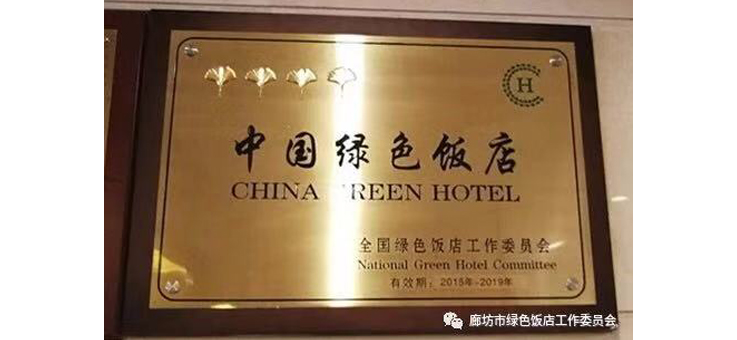 H
中国绿色饭店
CHINA GREEN HOTEL
全国绿色饭店工作委员会
National Green Hotel Committee
有效期：2015年-2019年
廊坊市绿色饭店工作委员会